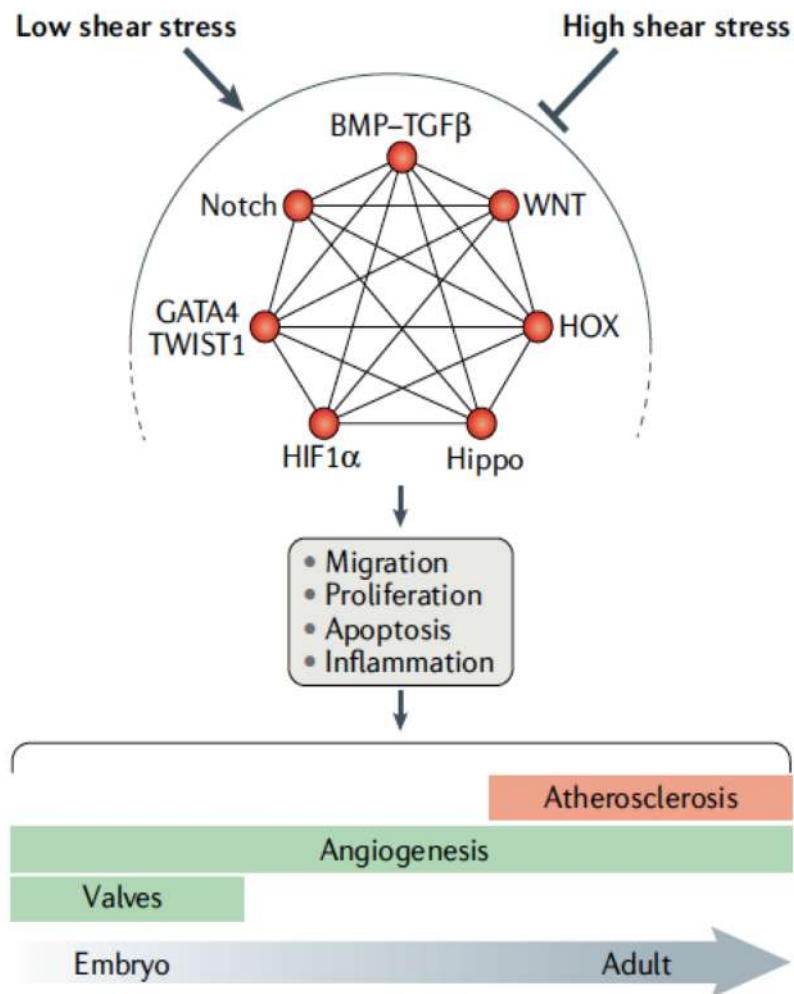 Low shear stress
High shear stress
BMP–TGFβ
Notch
WNT
GATA4
TWIST1
HOX
HIF1α
Hippo
• Migration
• Proliferation
• Apoptosis
• Inflammation
Atherosclerosis
Angiogenesis
Valves
Embryo
Adult